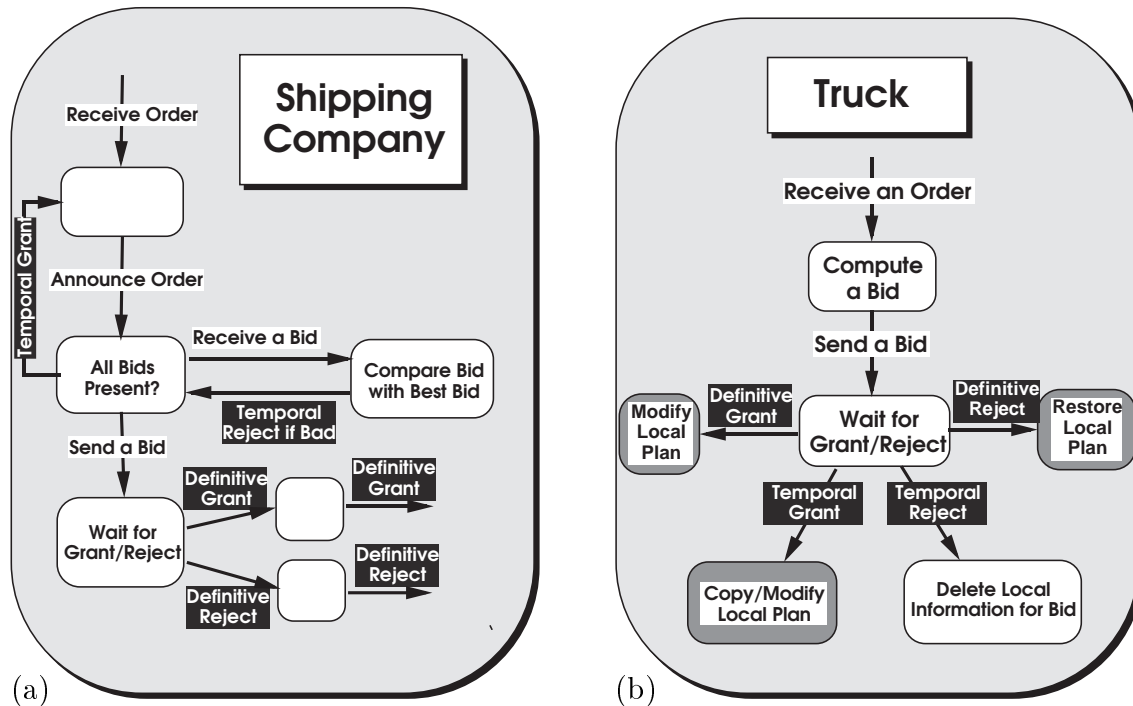 Shipping
Company
Receive Order
Temporal Grant
Announce Order
All Bids
Present?
Receive a Bid
Compare Bid
with Best Bid
Temporal
Reject if Bad
Send a Bid
Wait for
Grant/Reject
Definitive
Grant
Definitive
Grant
Definitive
Reject
Definitive
Reject
(a)
Truck
Receive an Order
Compute
a Bid
Send a Bid
Wait for
Grant/Reject
Definitive
Grant
Modify
Local
Plan
Definitive
Reject
Restore
Local
Plan
Temporal
Grant
Temporal
Reject
Copy/Modify
Local Plan
Delete Local
Information for Bid
(b)